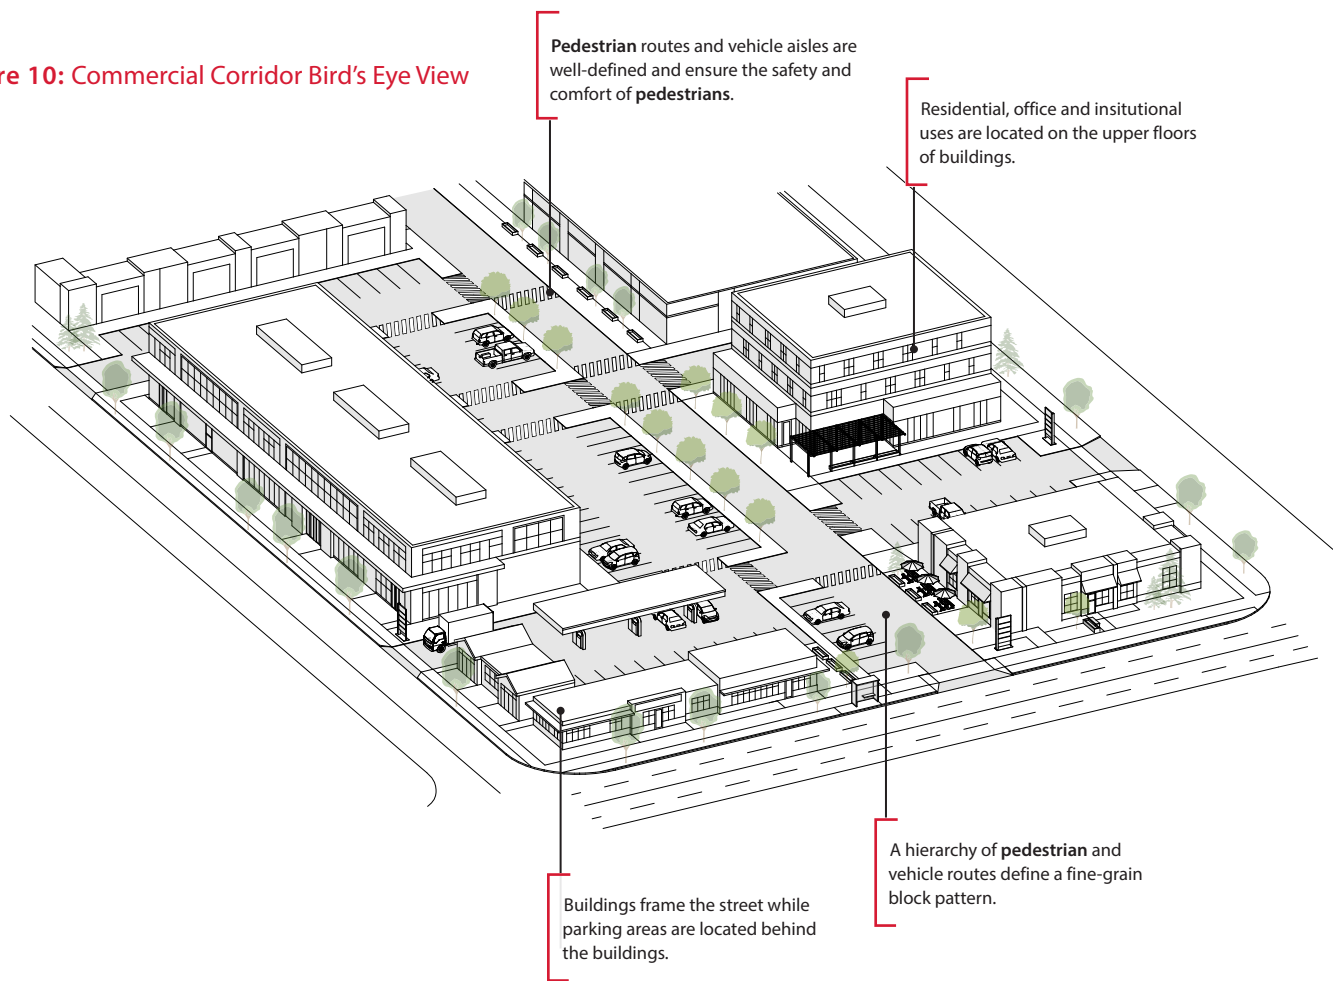 re 10: Commercial Corridor Bird's Eye View
Pedestrian routes and vehicle aisles are
well-defined and ensure the safety and
comfort of pedestrians.
Residential, office and insitutional
uses are located on the upper floors
of buildings.
A hierarchy of pedestrian and
vehicle routes define a fine-grain
block pattern.
Buildings frame the street while
parking areas are located behind
the buildings.